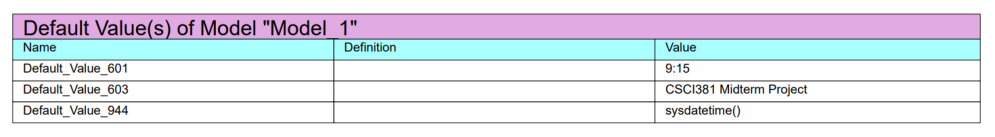 Default Value(s) of Model "Model_1"
Name Definition Value
Default_Value_601 9:15
Default_Value_603 CSCI381 Midterm Project
Default_Value_944 sysdatetime()